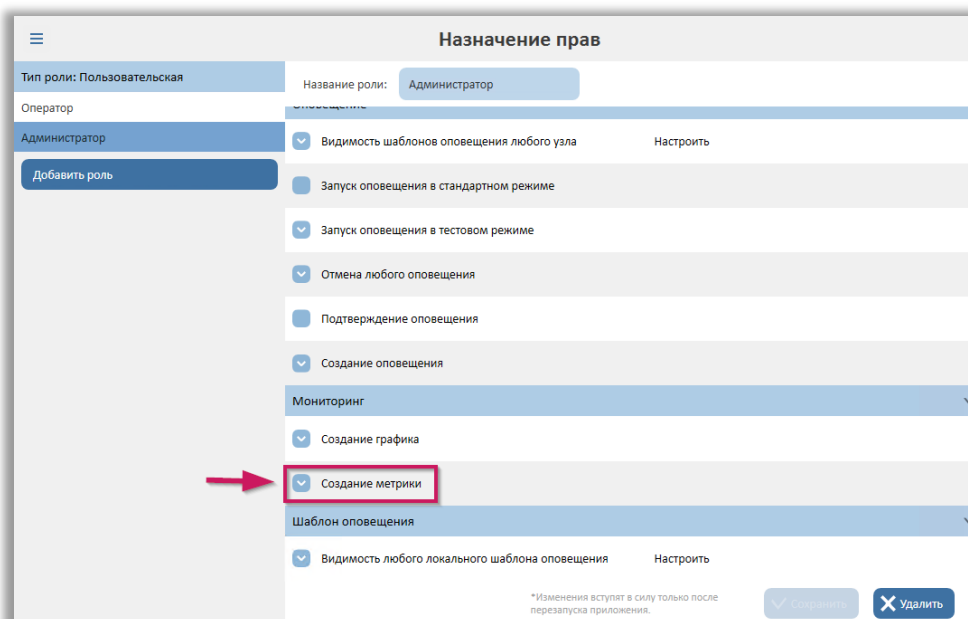 Назначение прав
Тип роли: Пользовательская
Оператор
Администратор
Добавить роль
Название роли: Администратор
Оповещение
Видимость шаблонов оповещения любого узла Настроить
Запуск оповещения в стандартном режиме
Запуск оповещения в тестовом режиме
Отмена любого оповещения
Подтверждение оповещения
Создание оповещения
Мониторинг
Создание графика
Создание метрики
Шаблон оповещения
Видимость любого локального шаблона оповещения Настроить
*Изменения вступят в силу только после
перезапуска приложения.
Сохранить
Удалить